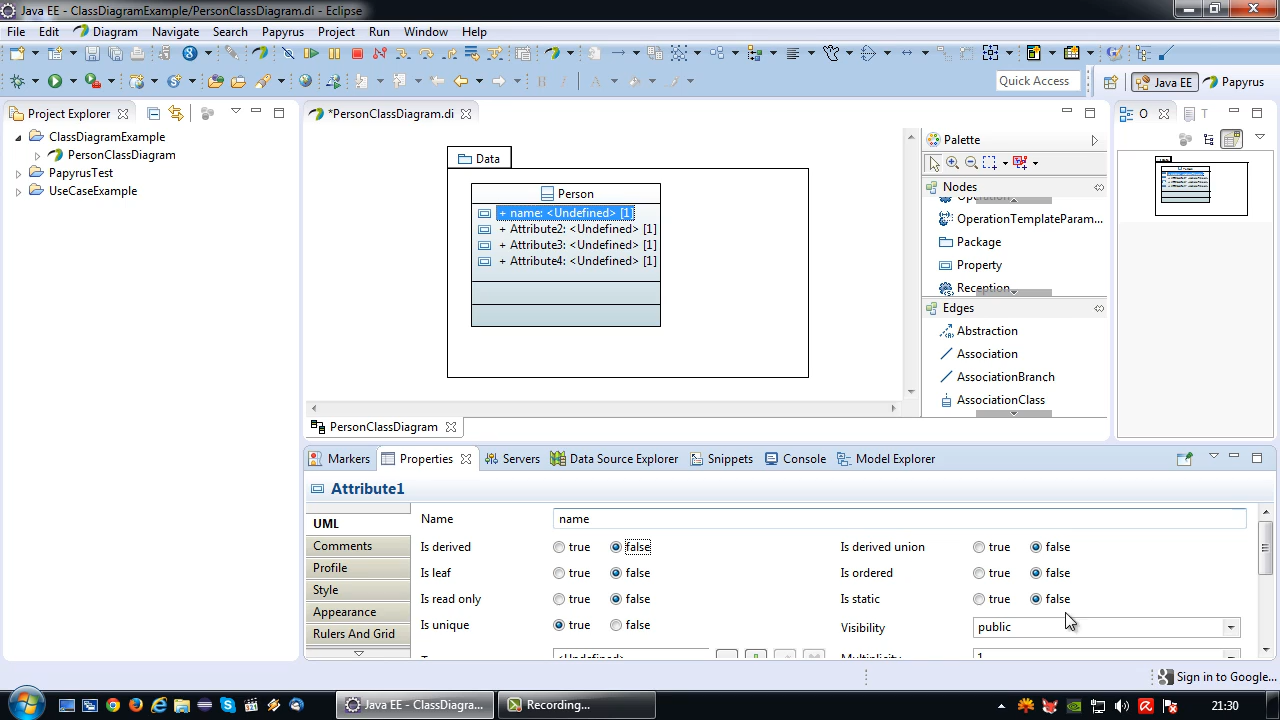 Java EE - ClassDiagramExample/PersonClassDiagram.di - Eclipse
File Edit Diagram Navigate Search Papyrus Project Run Window Help
Quick Access Java EE Papyrus
Project Explorer
ClassDiagramExample
PersonClassDiagram
PapyrusTest
UseCaseExample
*PersonClassDiagram.di
Data
Person
+ name: <Undefined> [1]
+ Attribute2: <Undefined> [1]
+ Attribute3: <Undefined> [1]
+ Attribute4: <Undefined> [1]
PersonClassDiagram
Palette
Nodes
OperationTemplateParam...
Package
Property
Reception
Edges
Abstraction
Association
AssociationBranch
AssociationClass
O T
Markers Properties Servers Data Source Explorer Snippets Console Model Explorer
Attribute1
UML
Comments
Profile
Style
Appearance
Rulers And Grid
Name name
Is derived true false Is derived union true false
Is leaf true false Is ordered true false
Is read only true false Is static true false
Is unique true false Visibility public
<Undefined> Multiplicity 1
Sign in to Google...
Java EE - ClassDiagra... Recording... 21:30